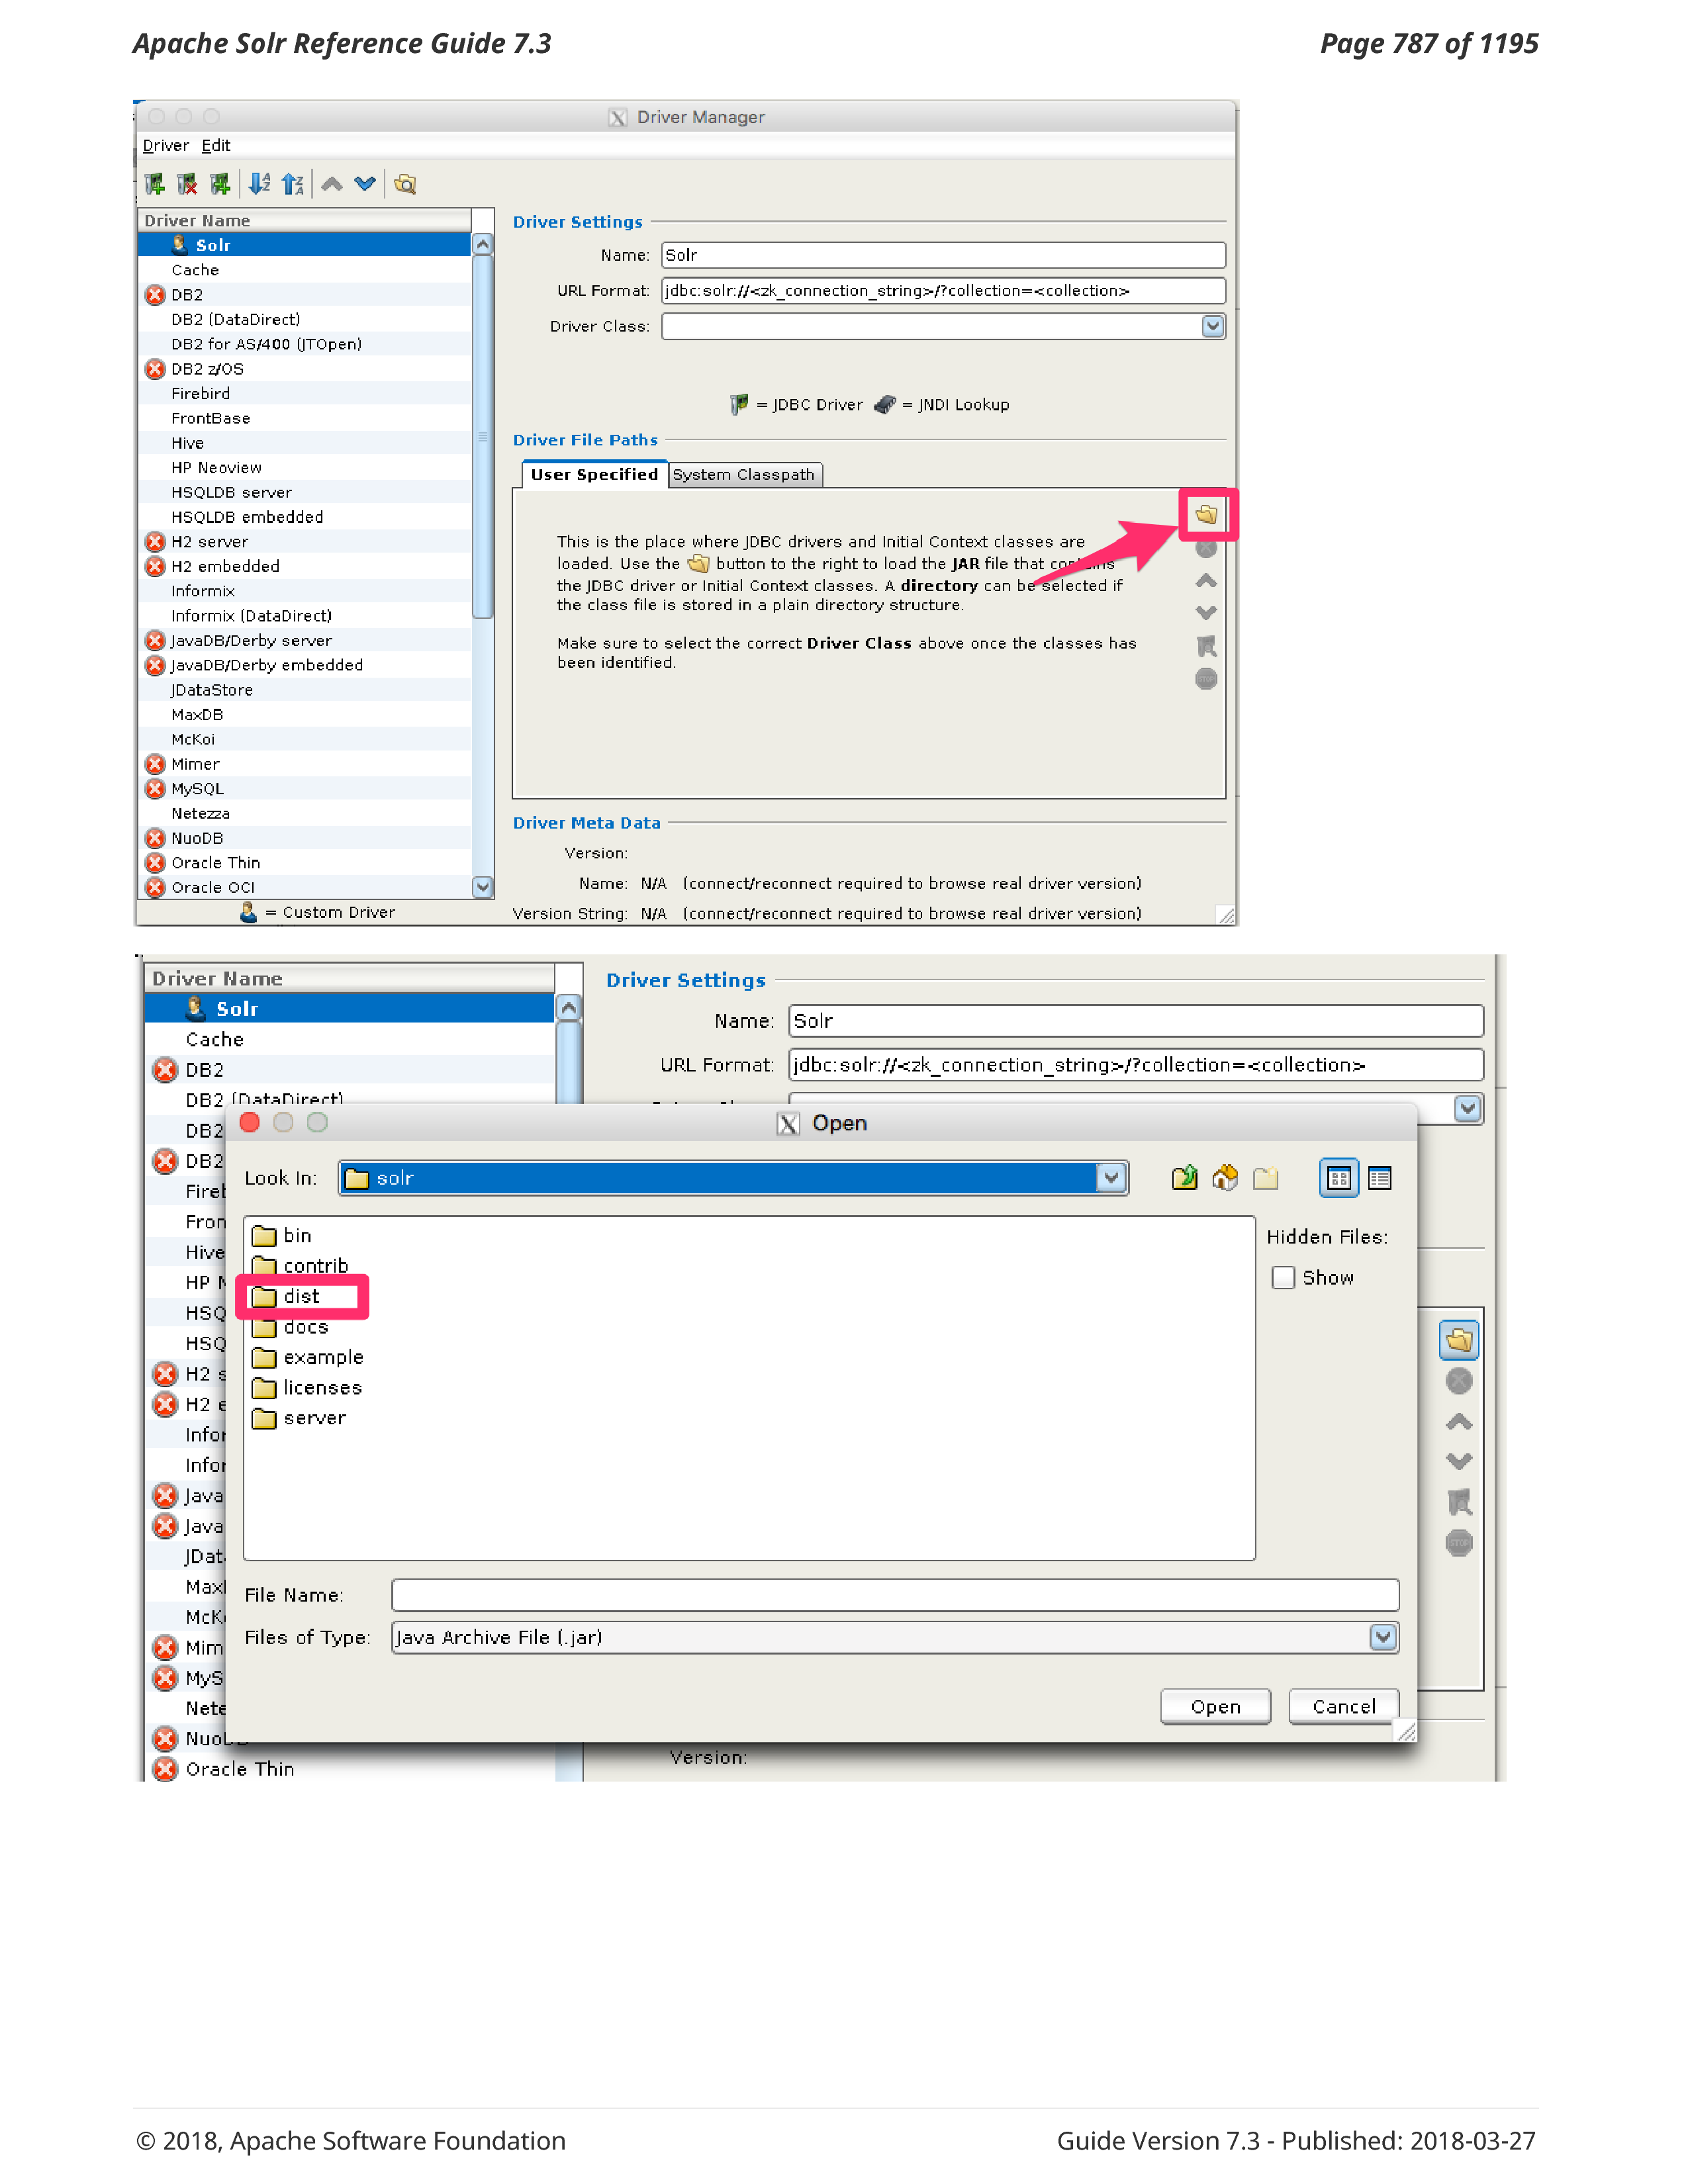 Apache Solr Reference Guide 7.3
Page 787 of 1195
Driver Manager
Driver Edit
Driver Name
Solr
Cache
DB2
DB2 (DataDirect)
DB2 for AS/400 (JTOpen)
DB2 z/OS
Firebird
FrontBase
Hive
HP Neoview
HSQLDB server
HSQLDB embedded
H2 server
H2 embedded
Informix
Informix (DataDirect)
JavaDB/Derby server
JavaDB/Derby embedded
JDataStore
MaxDB
McKoi
Mimer
MySQL
Netezza
NuoDB
Oracle Thin
Oracle OCI
= Custom Driver
Driver Settings
Name: Solr
URL Format: jdbc:solr://<zk_connection_string>/?collection=<collection>
Driver Class:
= JDBC Driver = JNDI Lookup
Driver File Paths
User Specified System Classpath
This is the place where JDBC drivers and Initial Context classes are
loaded. Use the button to the right to load the JAR file that contains
the JDBC driver or Initial Context classes. A directory can be selected if
the class file is stored in a plain directory structure.
Make sure to select the correct Driver Class above once the classes has
been identified.
Driver Meta Data
Version:
Name: N/A (connect/reconnect required to browse real driver version)
Version String: N/A (connect/reconnect required to browse real driver version)
Driver Name
Solr
Cache
DB2
DB2 (DataDirect)
DB2
DB2
Fireb
Fron
Hive
HP N
HSQ
HSQ
H2 s
H2 e
Infor
Infor
Java
Java
JDat
Max
McK
Mim
MyS
Nete
NuoDB
Oracle Thin
Driver Settings
Name: Solr
URL Format: jdbc:solr://<zk_connection_string>/?collection=<collection>
Open
Look In: solr
bin
contrib
dist
docs
example
licenses
server
Hidden Files:
Show
File Name:
Files of Type: Java Archive File (.jar)
Open Cancel
Version:
© 2018, Apache Software Foundation
Guide Version 7.3 - Published: 2018-03-27